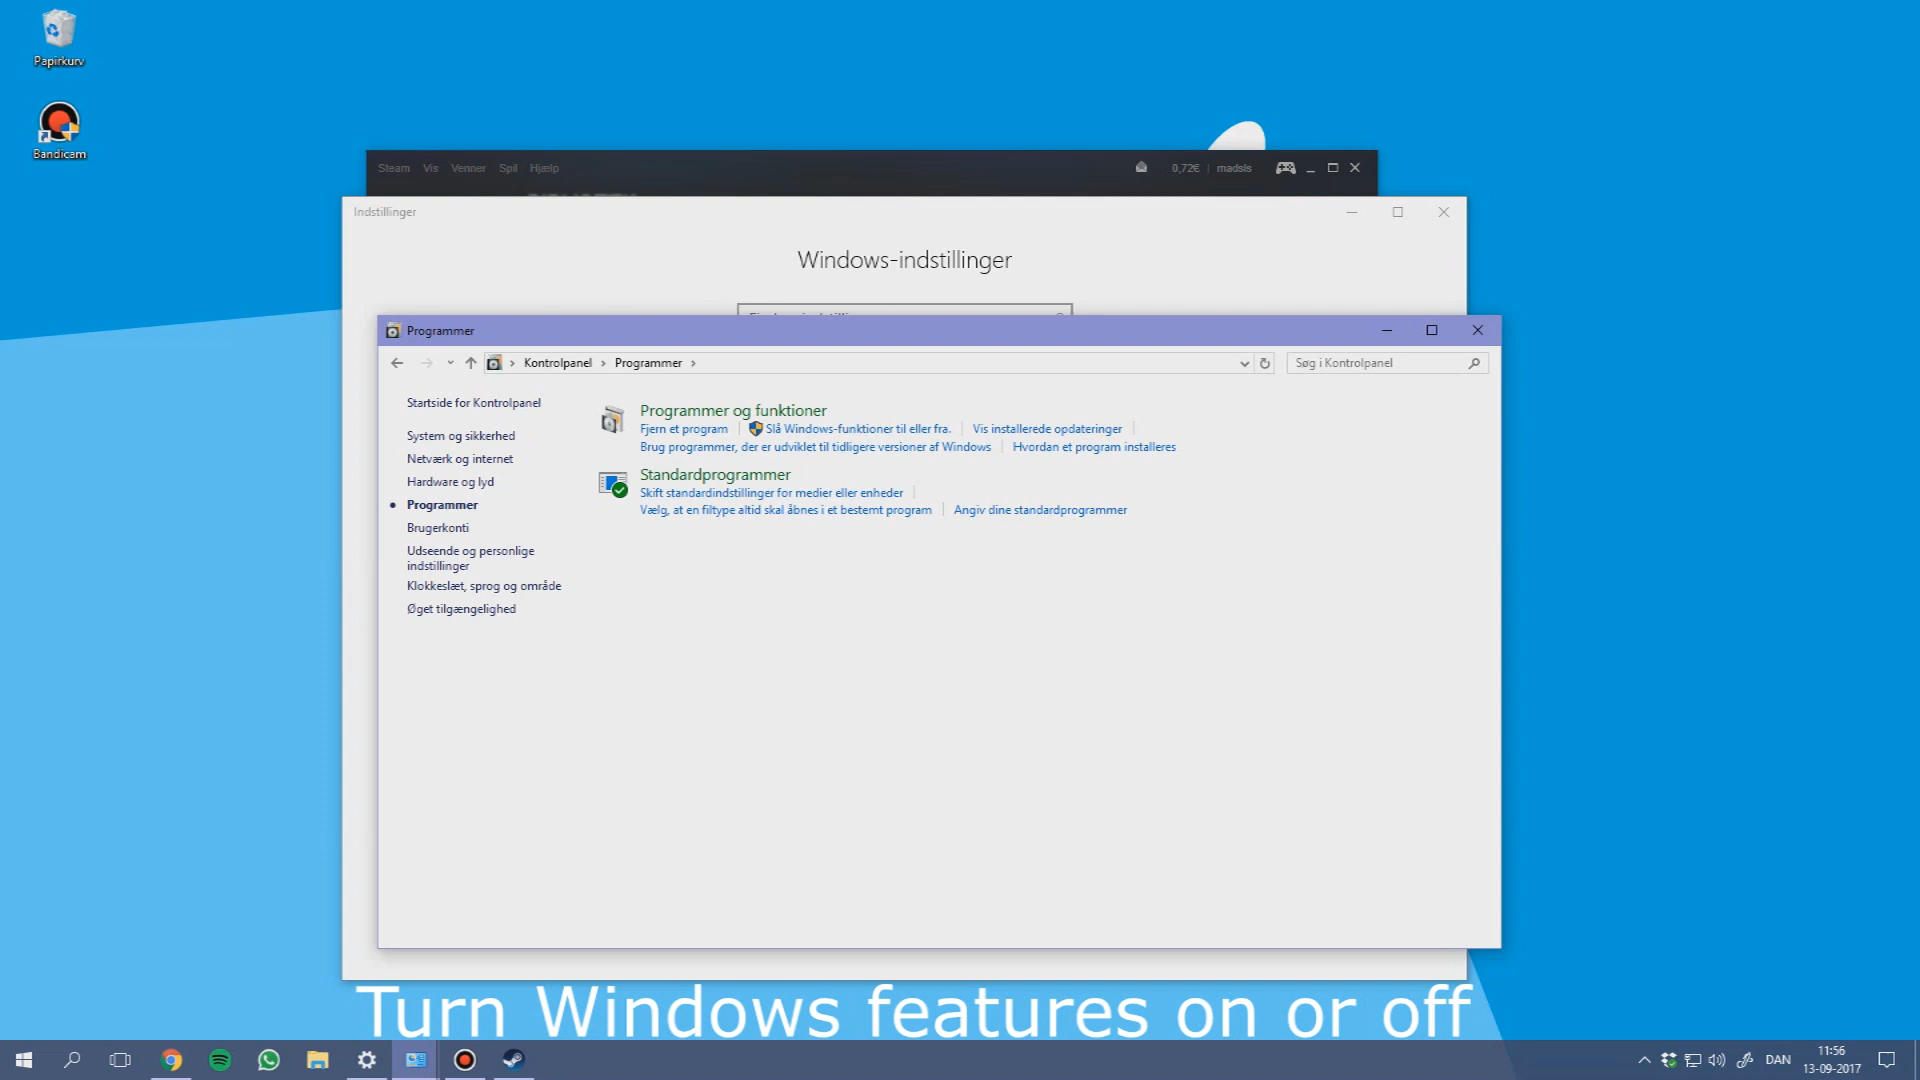 Papirkurv
Bandicam
Steam Vis Venner Spil Hjælp 0,72€ | madsls
Indstillinger
Windows-indstillinger
Programmer
Kontrolpanel › Programmer › Søg i Kontrolpanel
Startside for Kontrolpanel
System og sikkerhed
Netværk og internet
Hardware og lyd
Programmer
Brugerkonti
Udseende og personlige
indstillinger
Klokkeslæt, sprog og område
Øget tilgængelighed
Programmer og funktioner
Fjern et program Slå Windows-funktioner til eller fra. Vis installerede opdateringer
Brug programmer, der er udviklet til tidligere versioner af Windows Hvordan et program installeres
Standardprogrammer
Skift standardindstillinger for medier eller enheder
Vælg, at en filtype altid skal åbnes i et bestemt program Angiv dine standardprogrammer
Turn Windows features on or off
DAN 11:56
13-09-2017